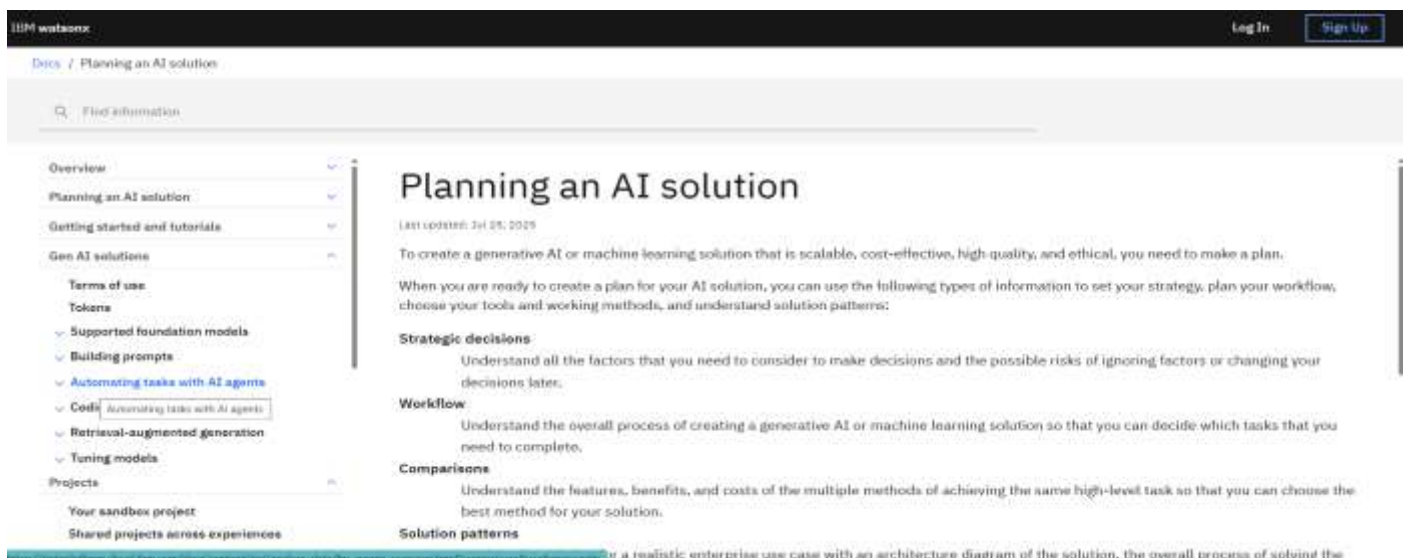 IBM watsonx
Log In
Sign Up
Docs / Planning an AI solution
Find information
Overview
Planning an AI solution
Getting started and tutorials
Gen AI solutions
Terms of use
Tokens
Supported foundation models
Building prompts
Automating tasks with AI agents
Codi
Automating tasks with AI agents
Retrieval-augmented generation
Tuning models
Projects
Your sandbox project
Shared projects across experiences
Planning an AI solution
Last updated: Jul 25, 2025
To create a generative AI or machine learning solution that is scalable, cost-effective, high quality, and ethical, you need to make a plan.
When you are ready to create a plan for your AI solution, you can use the following types of information to set your strategy, plan your workflow,
choose your tools and working methods, and understand solution patterns:
Strategic decisions
Understand all the factors that you need to consider to make decisions and the possible risks of ignoring factors or changing your
decisions later.
Workflow
Understand the overall process of creating a generative AI or machine learning solution so that you can decide which tasks that you
need to complete.
Comparisons
Understand the features, benefits, and costs of the multiple methods of achieving the same high-level task so that you can choose the
best method for your solution.
Solution patterns
r a realistic enterprise use case with an architecture diagram of the solution, the overall process of solving the